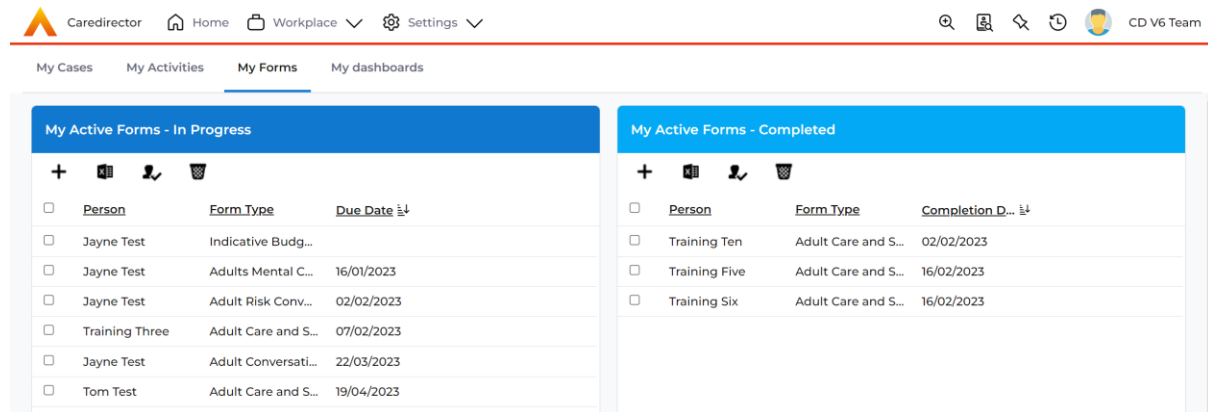 Caredirector Home Workplace Settings CD V6 Team
My Cases My Activities My Forms My dashboards
My Active Forms - In Progress
Person Form Type Due Date
Jayne Test Indicative Budg...
Jayne Test Adults Mental C... 16/01/2023
Jayne Test Adult Risk Conv... 02/02/2023
Training Three Adult Care and S... 07/02/2023
Jayne Test Adult Conversati... 22/03/2023
Tom Test Adult Care and S... 19/04/2023
My Active Forms - Completed
Person Form Type Completion D...
Training Ten Adult Care and S... 02/02/2023
Training Five Adult Care and S... 16/02/2023
Training Six Adult Care and S... 16/02/2023